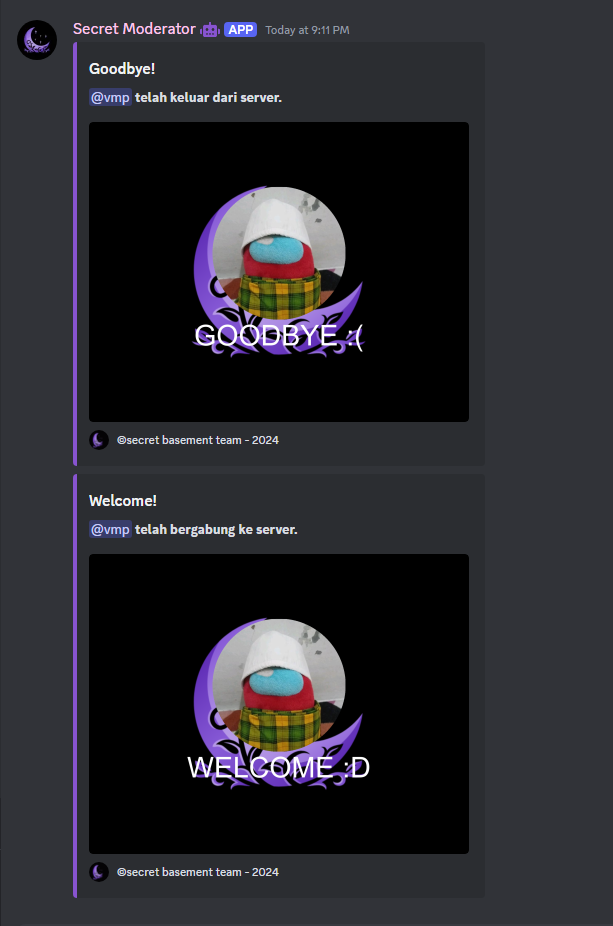 Secret Moderator APP Today at 9:11 PM
Goodbye!
@vmp telah keluar dari server.
GOODBYE :(
©secret basement team - 2024
Welcome!
@vmp telah bergabung ke server.
WELCOME :D
©secret basement team - 2024